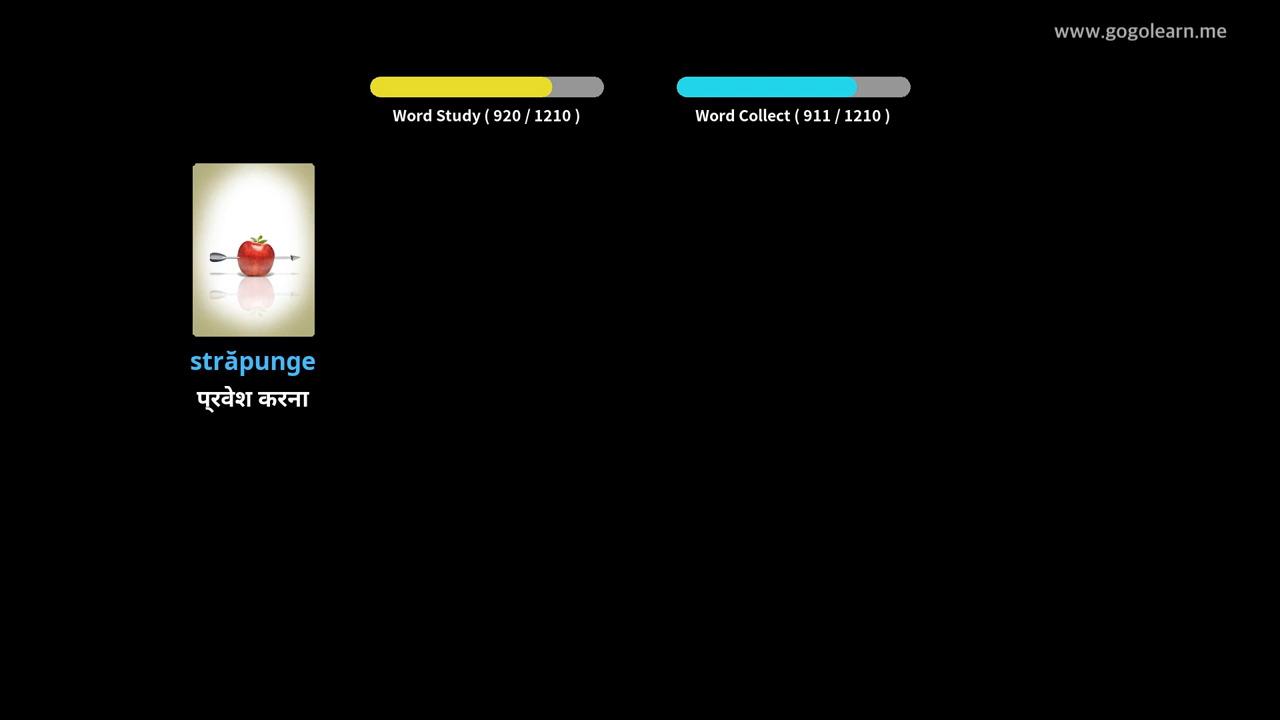 www.gogolearn.me
Word Study ( 920 / 1210 )
Word Collect ( 911 / 1210 )
străpunge
प्रवेश करना